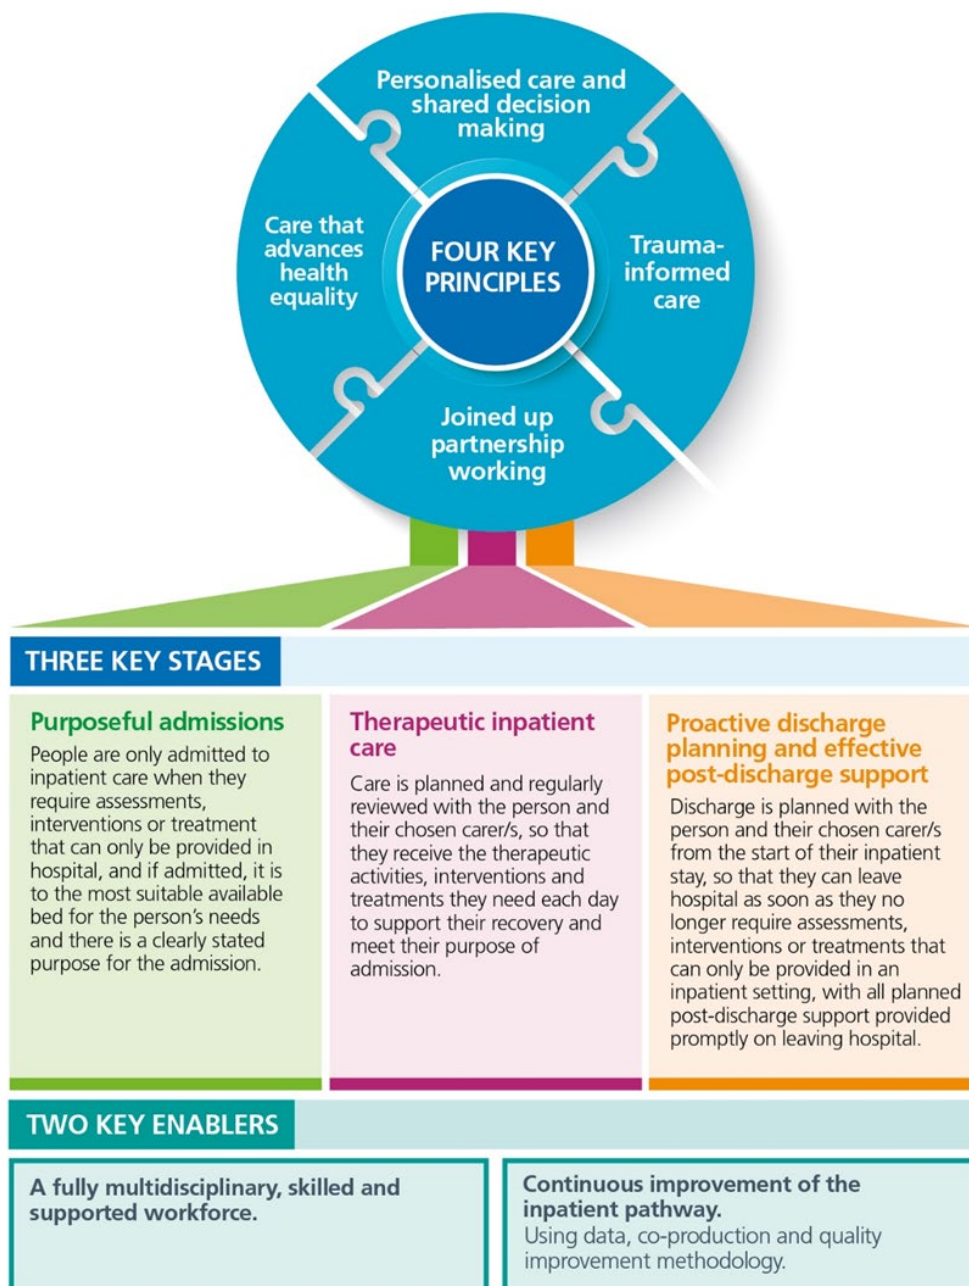 Personalised care and
shared decision
making
Care that
advances
health
equality
FOUR KEY
PRINCIPLES
Trauma-
informed
care
Joined up
partnership
working
THREE KEY STAGES
Purposeful admissions
People are only admitted to
inpatient care when they
require assessments,
interventions or treatment
that can only be provided in
hospital, and if admitted, it is
to the most suitable available
bed for the person's needs
and there is a clearly stated
purpose for the admission.
Therapeutic inpatient
care
Care is planned and regularly
reviewed with the person and
their chosen carer/s, so that
they receive the therapeutic
activities, interventions and
treatments they need each day
to support their recovery and
meet their purpose of
admission.
Proactive discharge
planning and effective
post-discharge support
Discharge is planned with the
person and their chosen carer/s
from the start of their inpatient
stay, so that they can leave
hospital as soon as they no
longer require assessments,
interventions or treatments that
can only be provided in an
inpatient setting, with all planned
post-discharge support provided
promptly on leaving hospital.
TWO KEY ENABLERS
A fully multidisciplinary, skilled and
supported workforce.
Continuous improvement of the
inpatient pathway.
Using data, co-production and quality
improvement methodology.